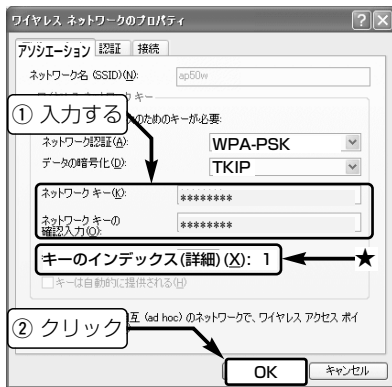 ワイヤレス ネットワークのプロパティ
アソシエーション 認証 接続
ネットワーク名 (SSID)(N): ap50w
キー
① 入力する
のためのキーが必要:
ネットワーク認証(A): WPA-PSK
データの暗号化(D): TKIP
ネットワーク キー(K): ********
ネットワーク キーの
確認入力(O): ********
キーのインデックス(詳細)(X): 1 ★
キーは自動的に提供される(H)
互 (ad hoc) のネットワークで、ワイヤレス アクセス ポイ
② クリック
OK キャンセル